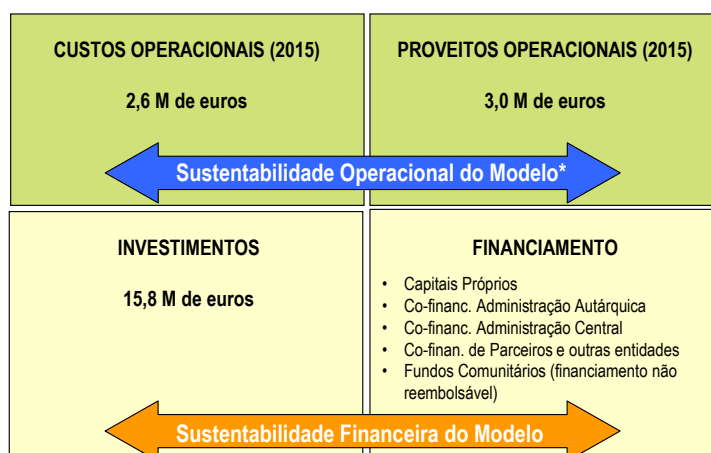 CUSTOS OPERACIONAIS (2015)
2,6 M de euros
PROVEITOS OPERACIONAIS (2015)
3,0 M de euros
Sustentabilidade Operacional do Modelo*
INVESTIMENTOS
15,8 M de euros
FINANCIAMENTO
• Capitais Próprios
• Co-financ. Administração Autárquica
• Co-financ. Administração Central
• Co-finan. de Parceiros e outras entidades
• Fundos Comunitários (financiamento não
reembolsável)
Sustentabilidade Financeira do Modelo